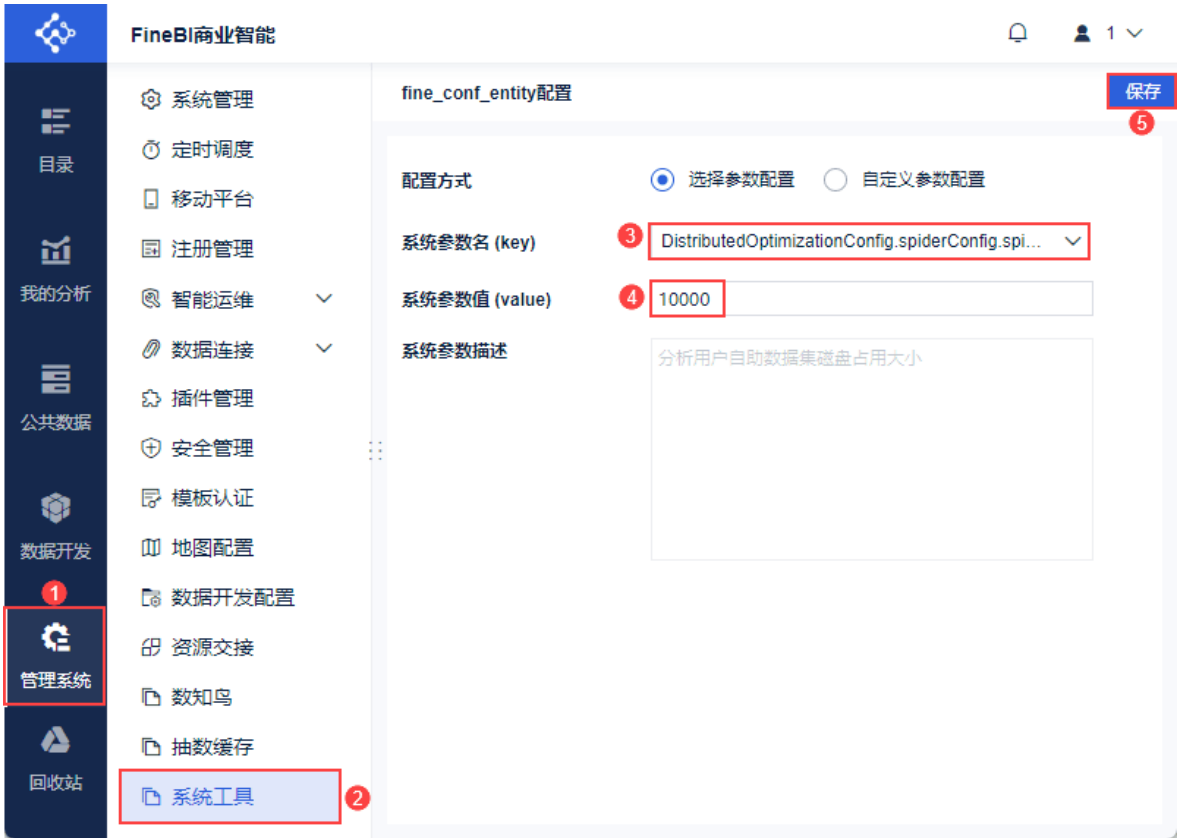 FineBI商业智能
1
目录
我的分析
公共数据
数据开发
1
管理系统
回收站
系统管理
定时调度
移动平台
注册管理
智能运维
数据连接
插件管理
安全管理
模板认证
地图配置
数据开发配置
资源交接
数知鸟
抽数缓存
系统工具
2
fine_conf_entity配置
保存
5
配置方式
选择参数配置
自定义参数配置
系统参数名 (key)
3
DistributedOptimizationConfig.spiderConfig.spi...
系统参数值 (value)
4
10000
系统参数描述
分析用户自助数据集磁盘占用大小